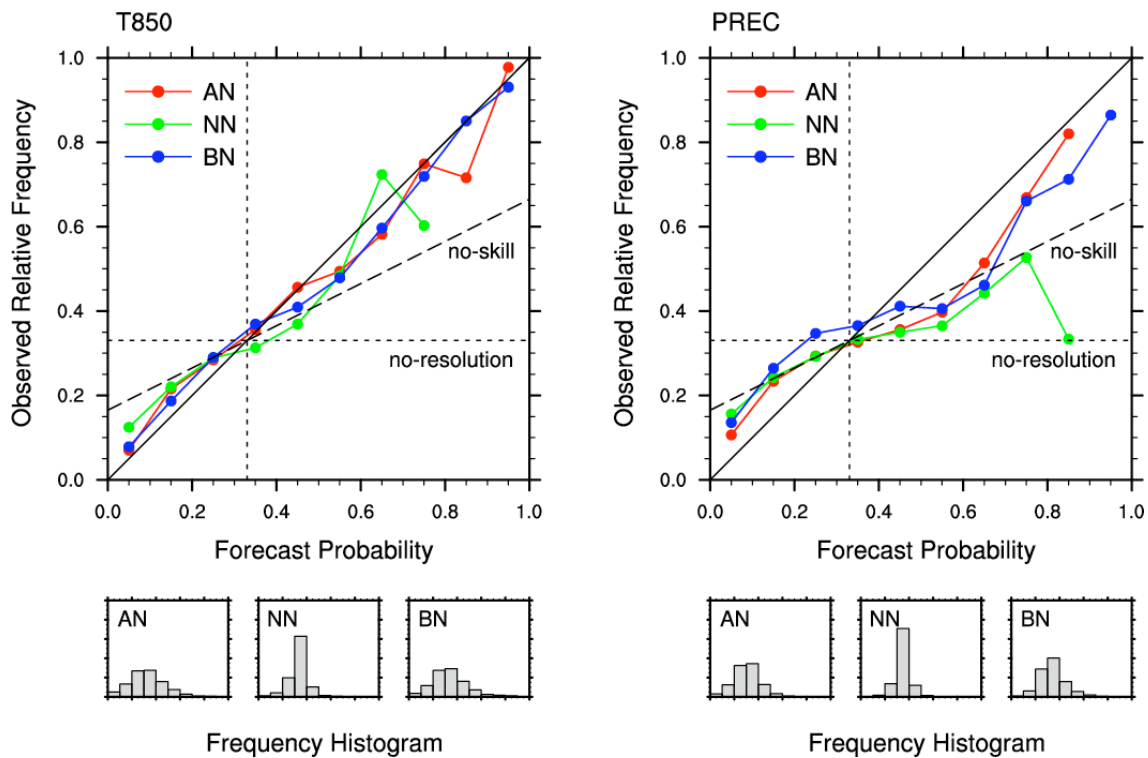 T850
1.0
0.8
0.6
0.4
0.2
0.0
Observed Relative Frequency
AN
NN
BN
no-skill
no-resolution
0.0 0.2 0.4 0.6 0.8 1.0
Forecast Probability
AN NN BN
Frequency Histogram
PREC
1.0
0.8
0.6
0.4
0.2
0.0
Observed Relative Frequency
AN
NN
BN
no-skill
no-resolution
0.0 0.2 0.4 0.6 0.8 1.0
Forecast Probability
AN NN BN
Frequency Histogram